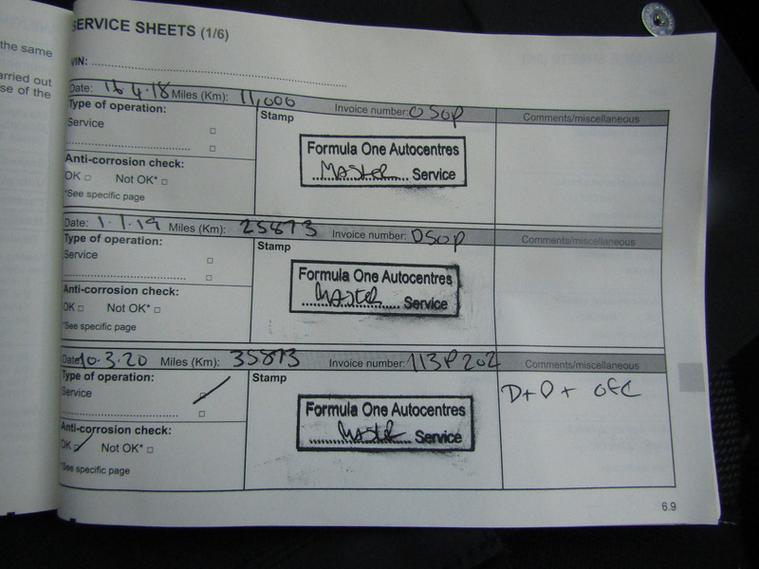 the same
arried out
se of the
SERVICE SHEETS (1/6)
VIN:
Date: 16.4.18 Miles (Km): 11,000 Invoice number: OSOP
Type of operation:
Service
Anti-corrosion check:
OK Not OK*
*See specific page
Stamp
Formula One Autocentres
MASTER Service
Comments/miscellaneous
Date: 1.1.19 Miles (Km): 25873 Invoice number: OSOP
Type of operation:
Service
Anti-corrosion check:
OK Not OK*
*See specific page
Stamp
Formula One Autocentres
MASTER Service
Comments/miscellaneous
Date: 10.3.20 Miles (Km): 35873 Invoice number: 113P202
Type of operation:
Service
Anti-corrosion check:
OK Not OK*
*See specific page
Stamp
Formula One Autocentres
MASTER Service
Comments/miscellaneous
6.9